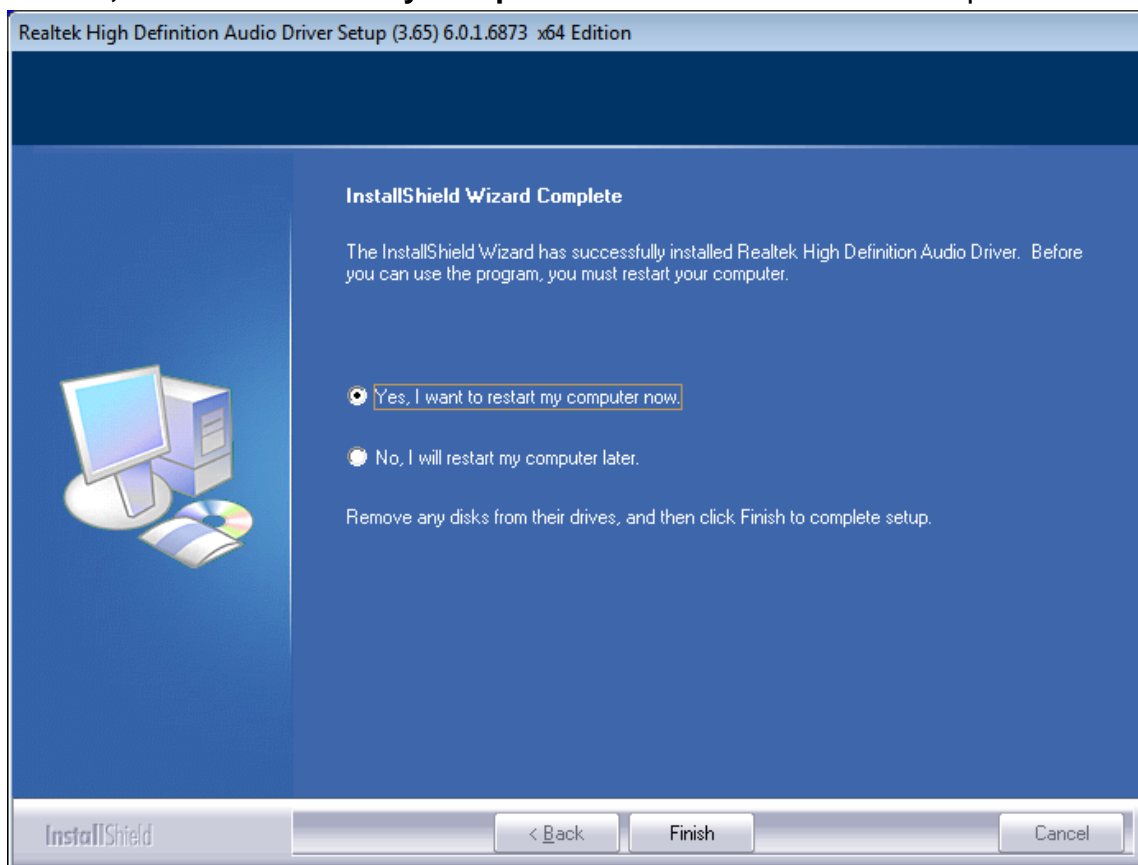 Realtek High Definition Audio Driver Setup (3.65) 6.0.1.6873 x64 Edition
InstallShield Wizard Complete
The InstallShield Wizard has successfully installed Realtek High Definition Audio Driver. Before
you can use the program, you must restart your computer.
Yes, I want to restart my computer now.
No, I will restart my computer later.
Remove any disks from their drives, and then click Finish to complete setup.
InstallShield
< Back
Finish
Cancel